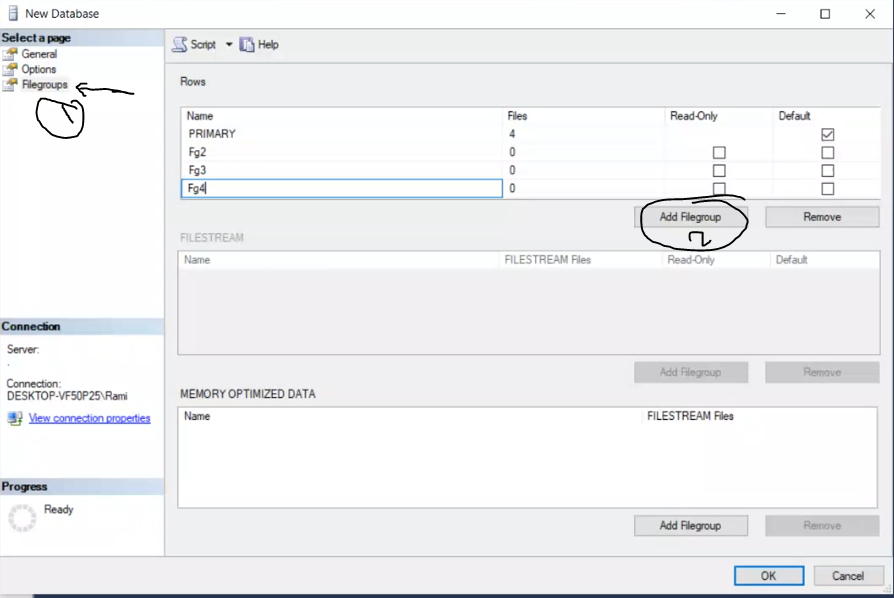 New Database
Select a page
General
Options
Filegroups
1
Script
Help
Rows
Name Files Read-Only Default
PRIMARY 4
Fg2 0
Fg3 0
Fg4 0
Add Filegroup Remove
2
FILESTREAM
Name FILESTREAM Files Read-Only Default
Add Filegroup Remove
MEMORY OPTIMIZED DATA
Name FILESTREAM Files
Add Filegroup Remove
Connection
Server:
.
Connection:
DESKTOP-VF50P25\Rami
View connection properties
Progress
Ready
OK Cancel